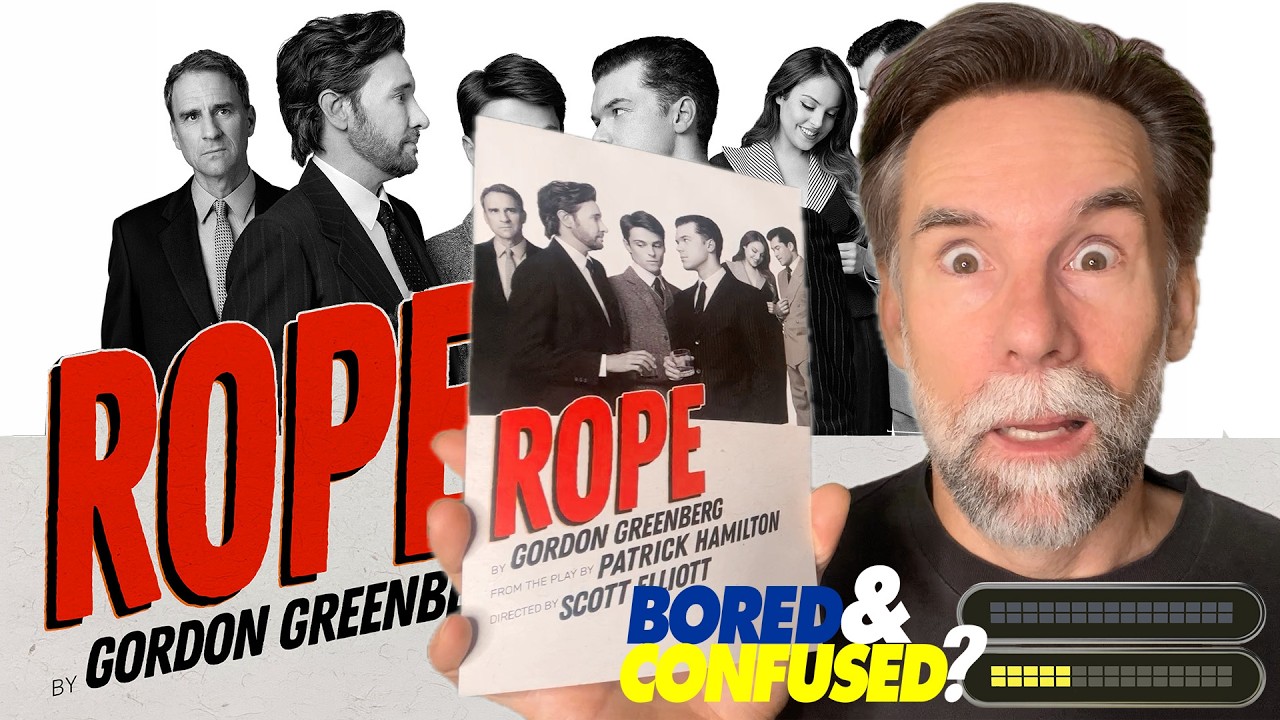 ROPE
BY GORDON GREENBE
ROPE
BY GORDON GREENBERG
FROM THE PLAY BY PATRICK HAMILTON
DIRECTED BY SCOTT ELLIOTT
BORED &
CONFUSED?